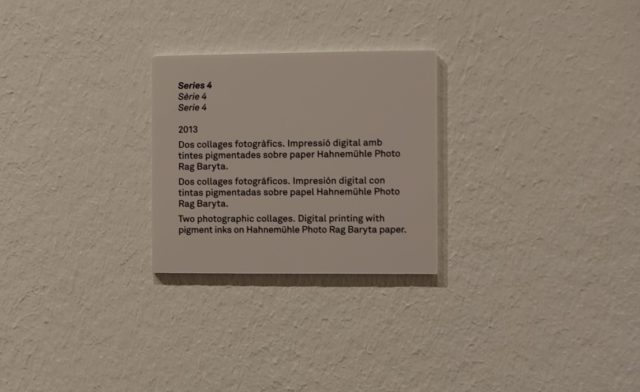 Series 4
Sèrie 4
Serie 4
2013
Dos collages fotogràfics. Impressió digital amb
tintes pigmentades sobre paper Hahnemühle Photo
Rag Baryta.
Dos collages fotográficos. Impresión digital con
tintas pigmentadas sobre papel Hahnemühle Photo
Rag Baryta.
Two photographic collages. Digital printing with
pigment inks on Hahnemühle Photo Rag Baryta paper.